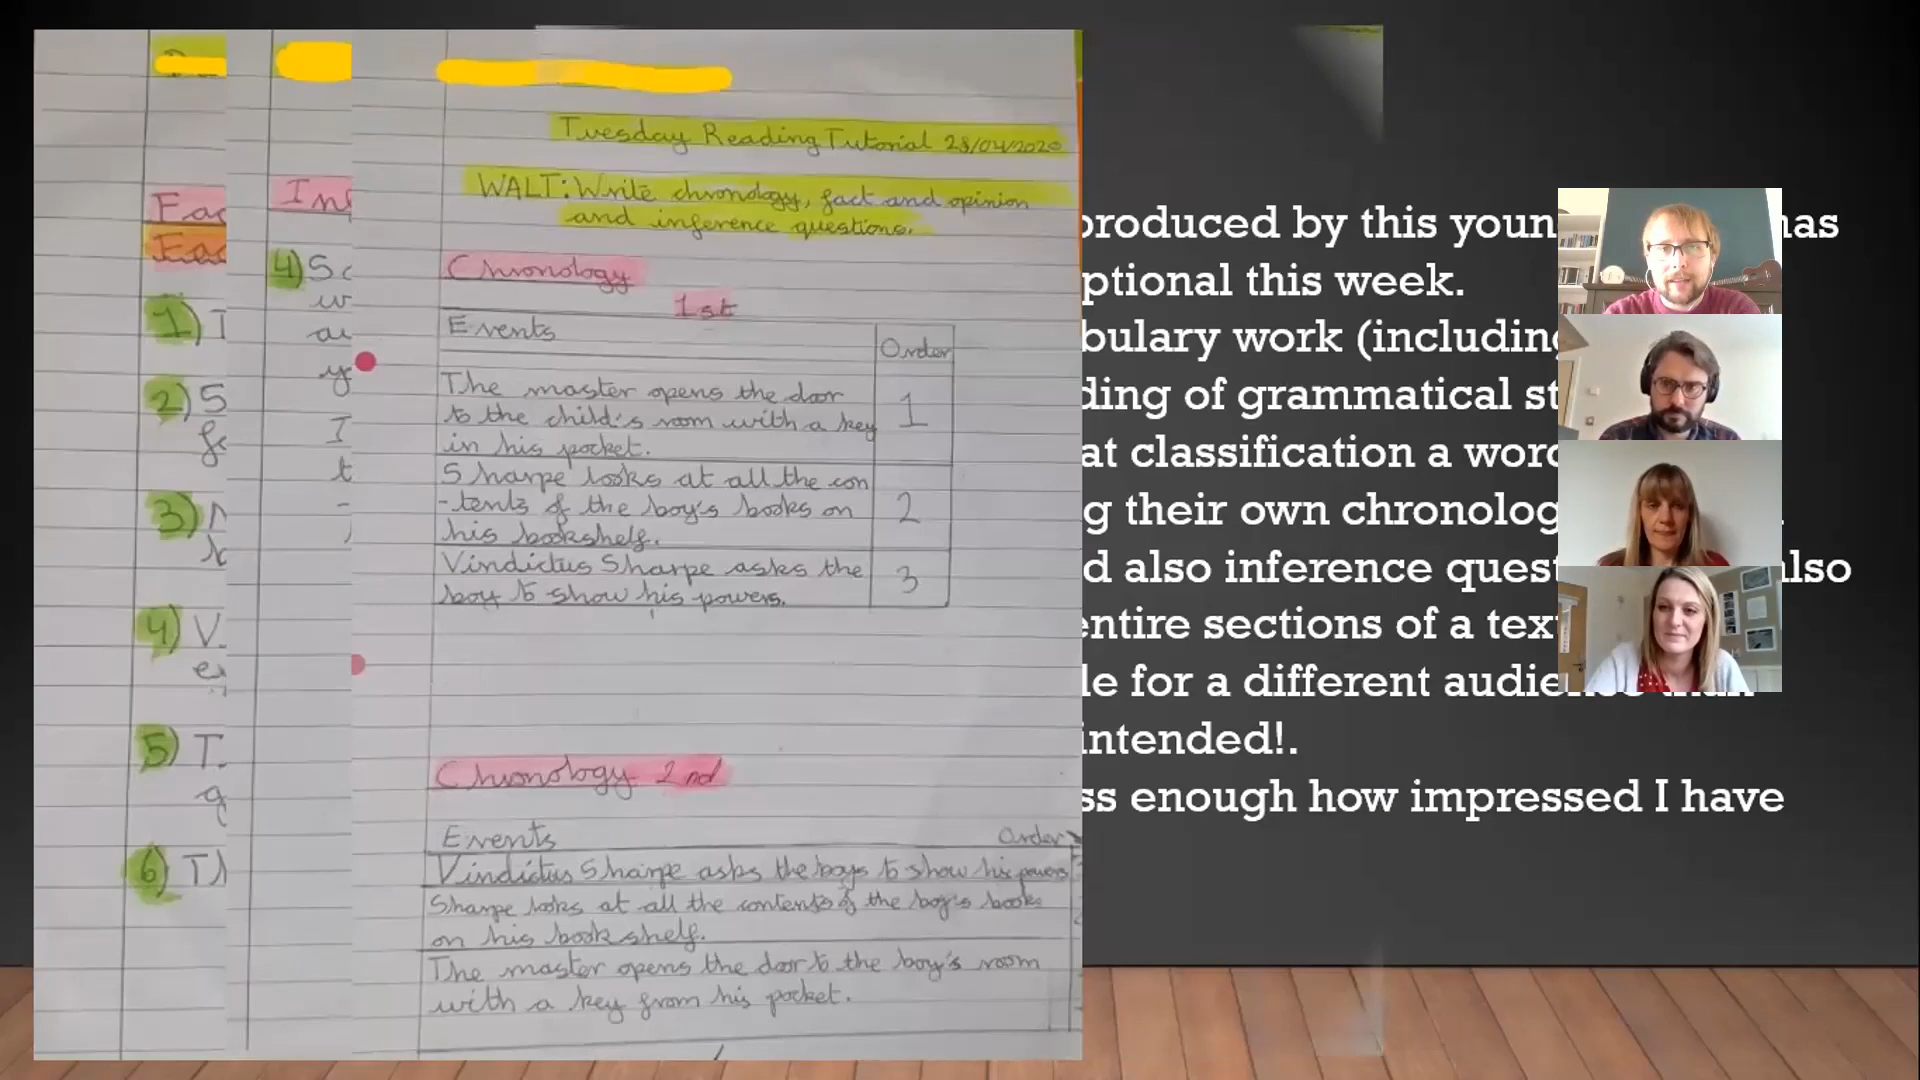 Tuesday Reading Tutorial 28/04/2020
WALT: Write chronology, fact and opinion
and inference questions.
Chronology
1st
Events
Order
The master opens the door
to the child's room with a key
in his pocket.
1
Sharpe looks at all the con
-tents of the boy's books on
his bookshelf.
2
Vindictus Sharpe asks the
boy to show his powers.
3
Chronology 2nd
Events
Order
Vindictus Sharpe asks the boys to show his powers
Sharpe looks at all the contents of the boy's books
on his book shelf.
The master opens the door to the boy's room
with a key from his pocket.
1)
2) S
3)
4) V
5) T
6) Th
4) So
produced by this youn has
ptional this week.
bulary work (including
ding of grammatical st
at classification a word
g their own chronolog
d also inference quest also
entire sections of a tex
le for a different audie
intended!.
ss enough how impressed I have